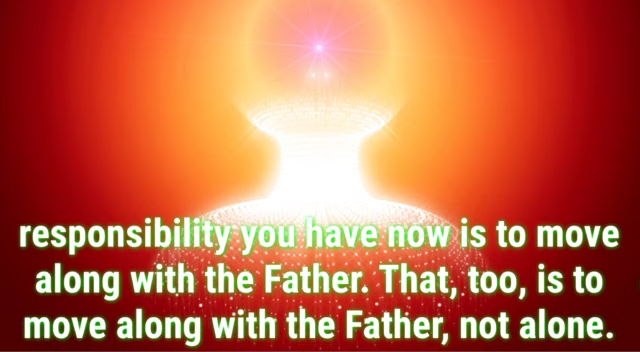 responsibility you have now is to move
along with the Father. That, too, is to
move along with the Father, not alone.